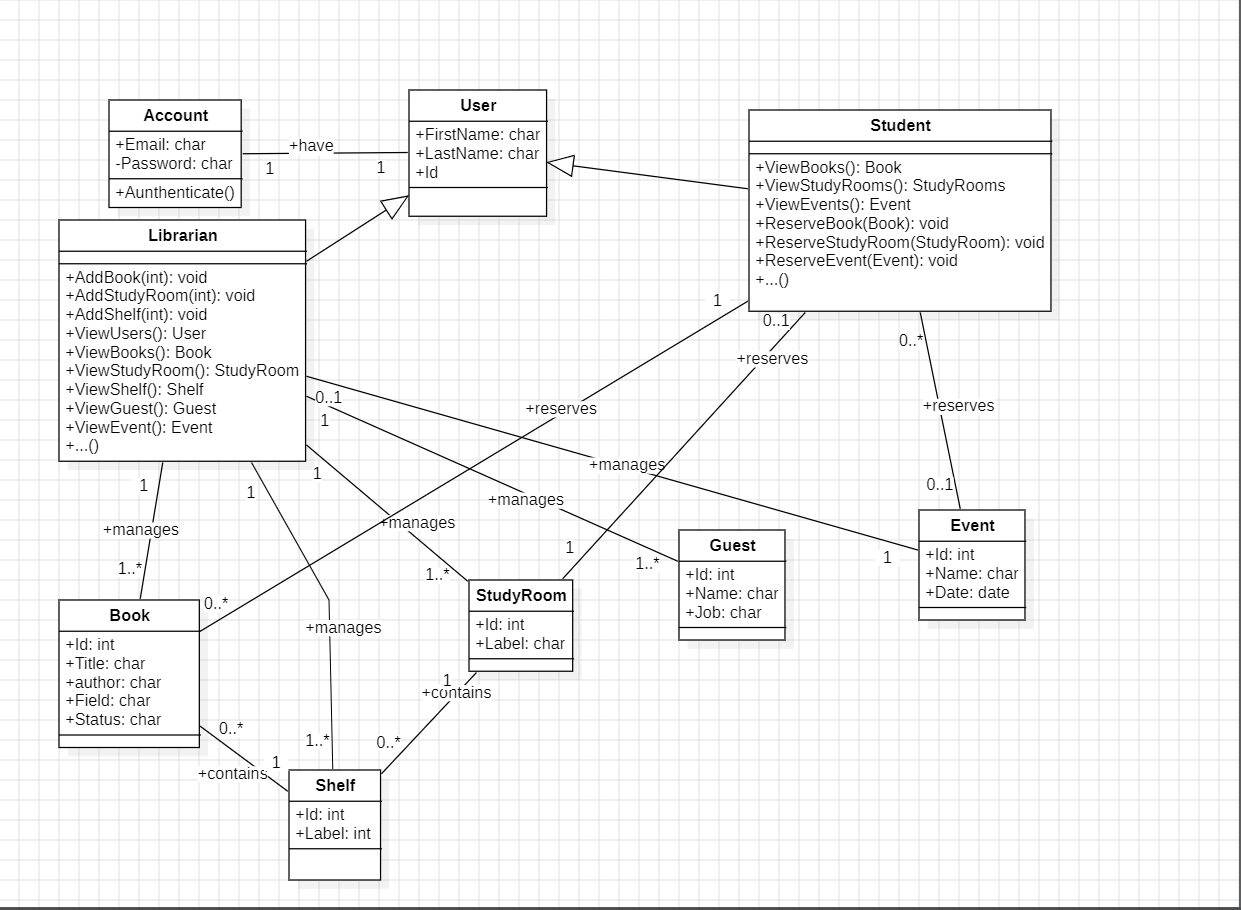 Account
+Email: char
-Password: char
+Aunthenticate()
+have
1
1
User
+FirstName: char
+LastName: char
+Id
Student
+ViewBooks(): Book
+ViewStudyRooms(): StudyRooms
+ViewEvents(): Event
+ReserveBook(Book): void
+ReserveStudyRoom(StudyRoom): void
+ReserveEvent(Event): void
+...()
Librarian
+AddBook(int): void
+AddStudyRoom(int): void
+AddShelf(int): void
+ViewUsers(): User
+ViewBooks(): Book
+ViewStudyRoom(): StudyRoom
+ViewShelf(): Shelf
+ViewGuest(): Guest
+ViewEvent(): Event
+...()
1
0..1
0..*
+reserves
+reserves
+reserves
0..1
1
0..1
+manages
1
1
1
+manages
+manages
+manages
1..*
1..*
1
1..*
1
0..*
+manages
Event
+Id: int
+Name: char
+Date: date
Guest
+Id: int
+Name: char
+Job: char
StudyRoom
+Id: int
+Label: char
Book
+Id: int
+Title: char
+author: char
+Field: char
+Status: char
1
+contains
0..*
0..*
1..*
1
+contains
Shelf
+Id: int
+Label: int